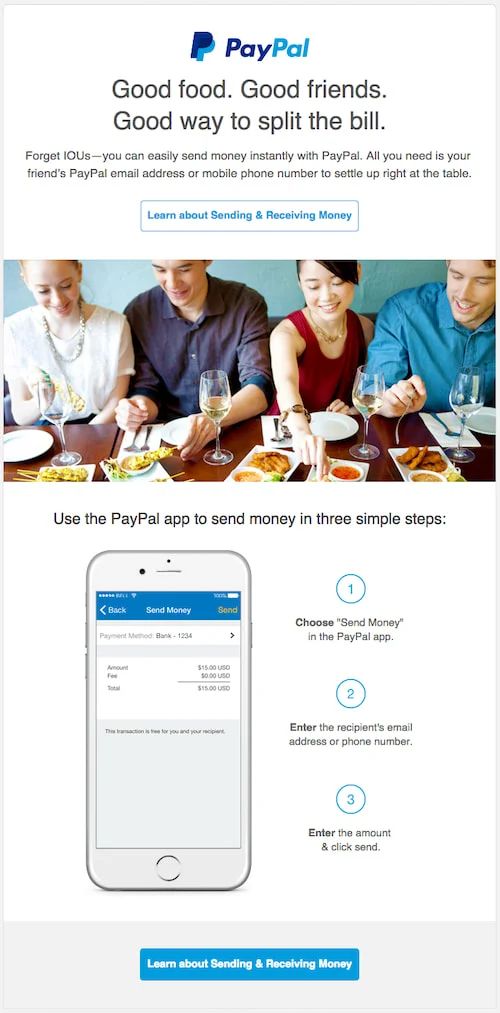 PayPal
Good food. Good friends.
Good way to split the bill.
Forget IOUs—you can easily send money instantly with PayPal. All you need is your
friend's PayPal email address or mobile phone number to settle up right at the table.
Learn about Sending & Receiving Money
Use the PayPal app to send money in three simple steps:
BELL 100%
Back Send Money Send
Payment Method: Bank - 1234
Amount $15.00 USD
Fee $0.00 USD
Total $15.00 USD
This transaction is free for you and your recipient.
1
Choose "Send Money"
in the PayPal app.
2
Enter the recipient's email
address or phone number.
3
Enter the amount
& click send.
Learn about Sending & Receiving Money